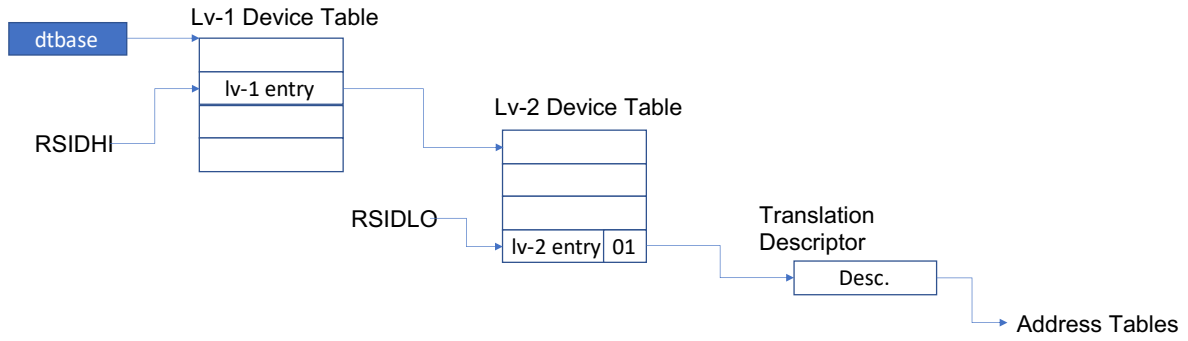 Lv-1 Device Table
dtbase
lv-1 entry
Lv-2 Device Table
RSIDHI
RSIDLO
Translation
Descriptor
lv-2 entry 01
Desc.
Address Tables